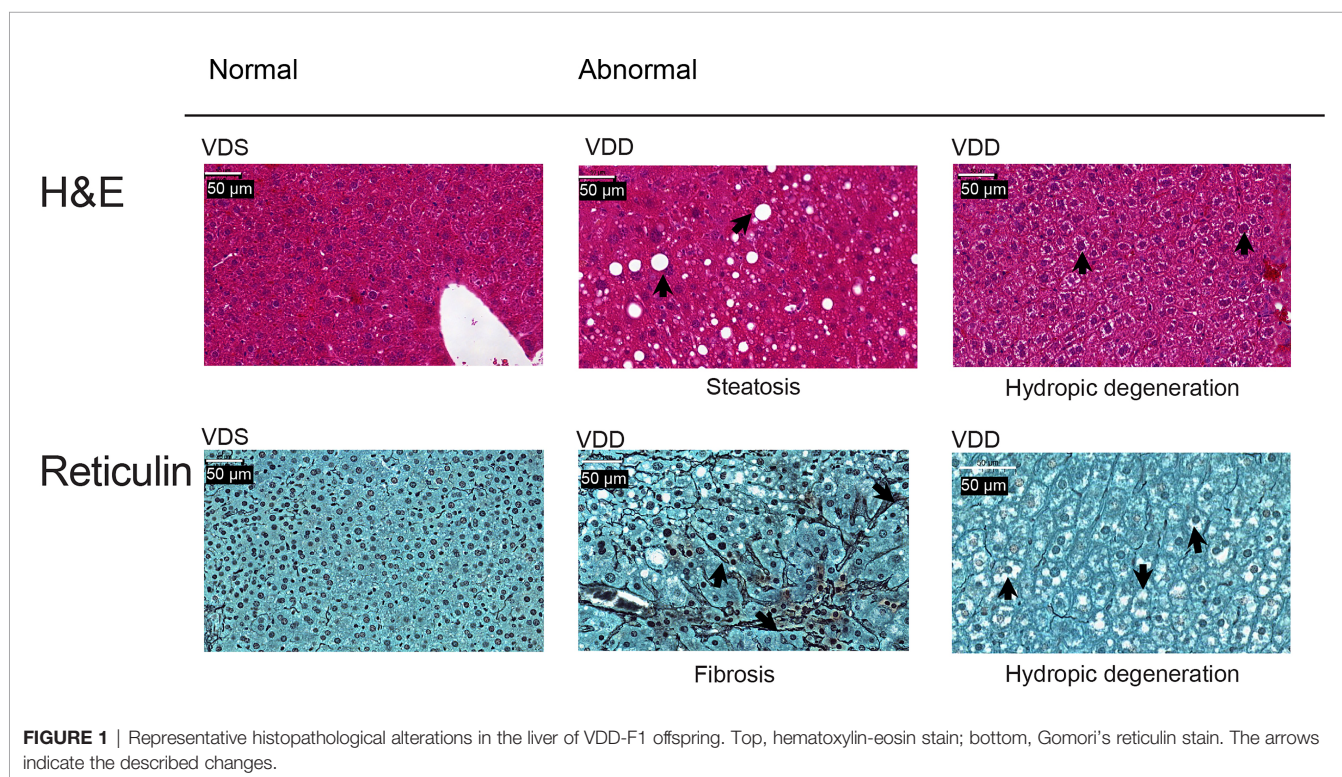 Normal
Abnormal
H&E
VDS
50 µm
VDD
50 µm
Steatosis
VDD
50 µm
Hydropic degeneration
Reticulin
VDS
50 µm
VDD
50 µm
Fibrosis
VDD
50 µm
Hydropic degeneration
FIGURE 1 | Representative histopathological alterations in the liver of VDD-F1 offspring. Top, hematoxylin-eosin stain; bottom, Gomori's reticulin stain. The arrows
indicate the described changes.